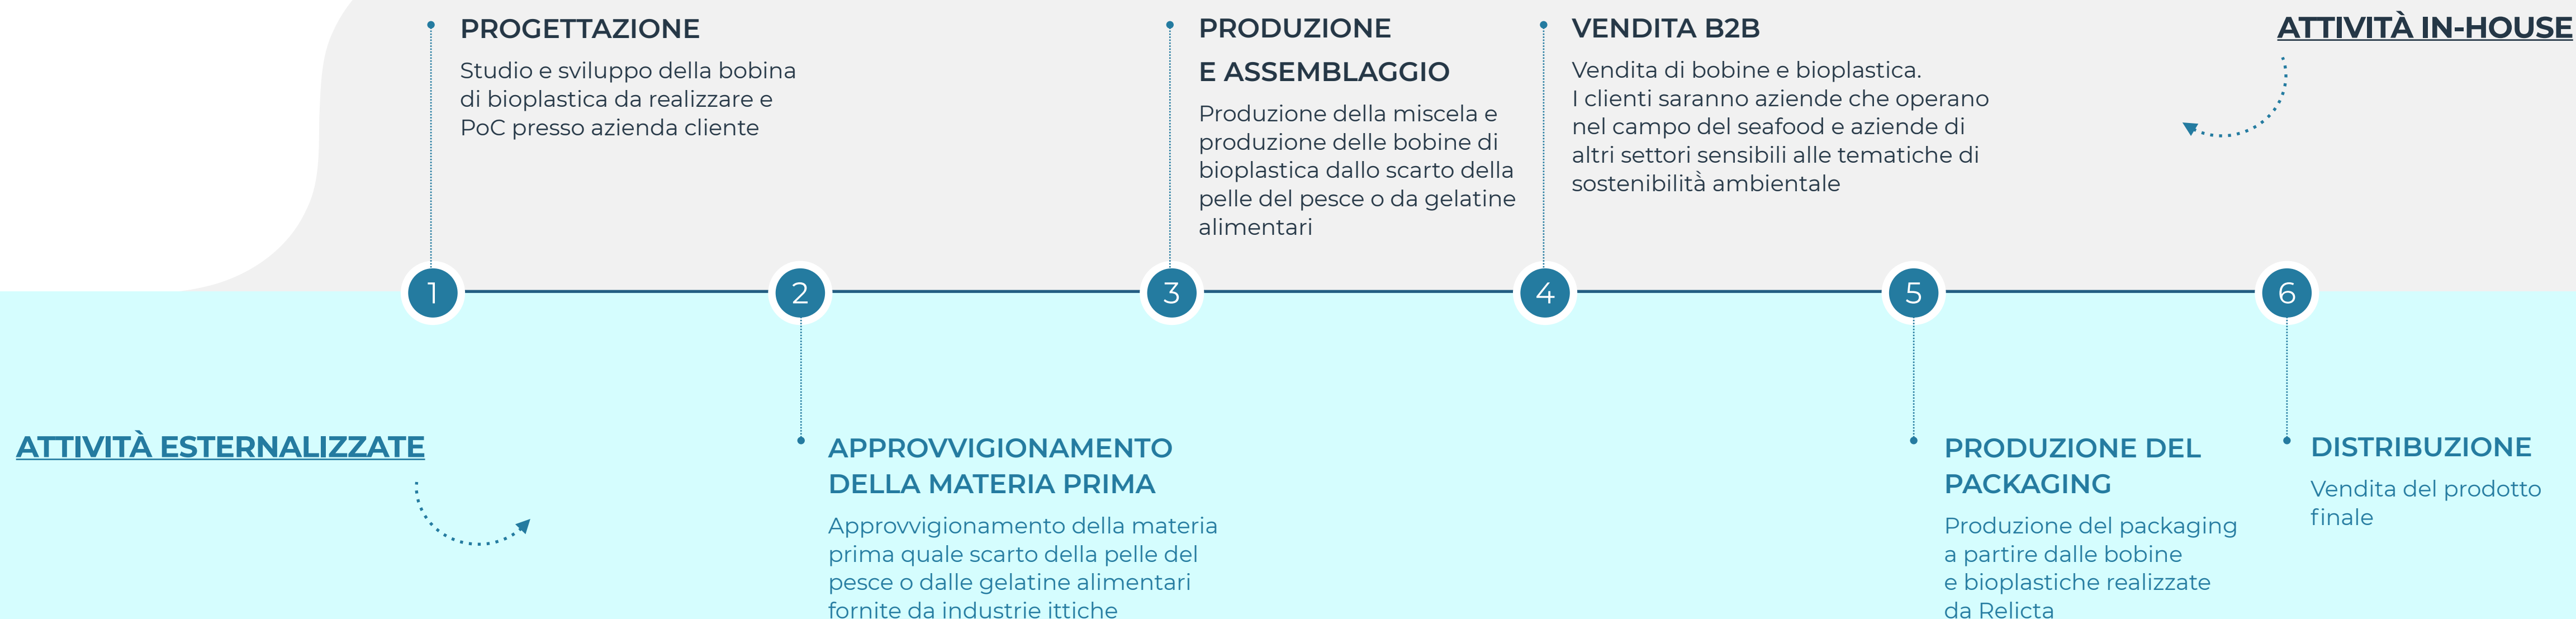 PROGETTAZIONE
Studio e sviluppo della bobina
di bioplastica da realizzare e
PoC presso azienda cliente
PRODUZIONE
E ASSEMBLAGGIO
Produzione della miscela e
produzione delle bobine di
bioplastica dallo scarto della
pelle del pesce o da gelatine
alimentari
VENDITA B2B
Vendita di bobine e bioplastica.
I clienti saranno aziende che operano
nel campo del seafood e aziende di
altri settori sensibili alle tematiche di
sostenibilità ambientale
ATTIVITÀ IN-HOUSE
1
2
3
4
5
6
ATTIVITÀ ESTERNALIZZATE
APPROVVIGIONAMENTO
DELLA MATERIA PRIMA
Approvvigionamento della materia
prima quale scarto della pelle del
pesce o dalle gelatine alimentari
fornite da industrie ittiche
PRODUZIONE DEL
PACKAGING
Produzione del packaging
a partire dalle bobine
e bioplastiche realizzate
da Relicta
DISTRIBUZIONE
Vendita del prodotto
finale